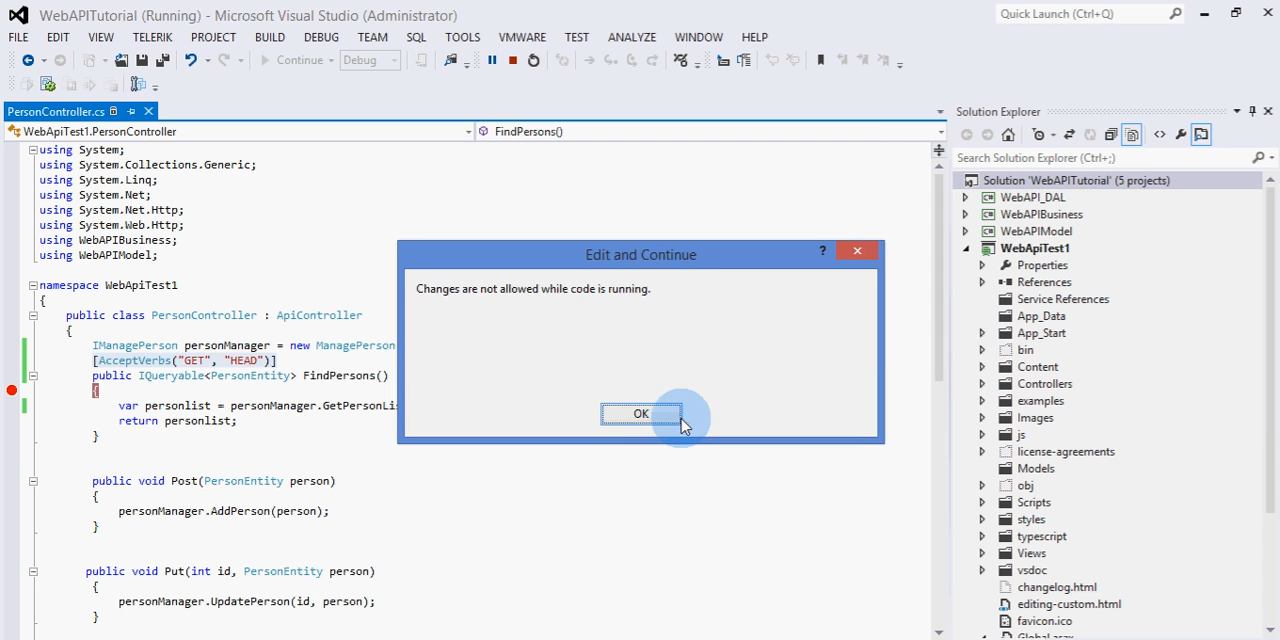 WebAPITutorial (Running) - Microsoft Visual Studio (Administrator)
Quick Launch (Ctrl+Q)
FILE EDIT VIEW TELERIK PROJECT BUILD DEBUG TEAM SQL TOOLS VMWARE TEST ANALYZE WINDOW HELP
Continue Debug
PersonController.cs
WebApiTest1.PersonController
FindPersons()
using System;
using System.Collections.Generic;
using System.Linq;
using System.Net;
using System.Net.Http;
using System.Web.Http;
using WebAPIBusiness;
using WebAPIModel;
namespace WebApiTest1
{
public class PersonController : ApiController
{
IManagePerson personManager = new ManagePerson
[AcceptVerbs("GET", "HEAD")]
public IQueryable<PersonEntity> FindPersons()
{
var personlist = personManager.GetPersonLis
return personlist;
}
public void Post(PersonEntity person)
{
personManager.AddPerson(person);
}
public void Put(int id, PersonEntity person)
{
personManager.UpdatePerson(id, person);
}
Edit and Continue
?
Changes are not allowed while code is running.
OK
Solution Explorer
Search Solution Explorer (Ctrl+;)
Solution 'WebAPITutorial' (5 projects)
WebAPI_DAL
WebAPIBusiness
WebAPIModel
WebApiTest1
Properties
References
Service References
App_Data
App_Start
bin
Content
Controllers
examples
Images
js
license-agreements
Models
obj
Scripts
styles
typescript
Views
vsdoc
changelog.html
editing-custom.html
favicon.ico
Global.asax